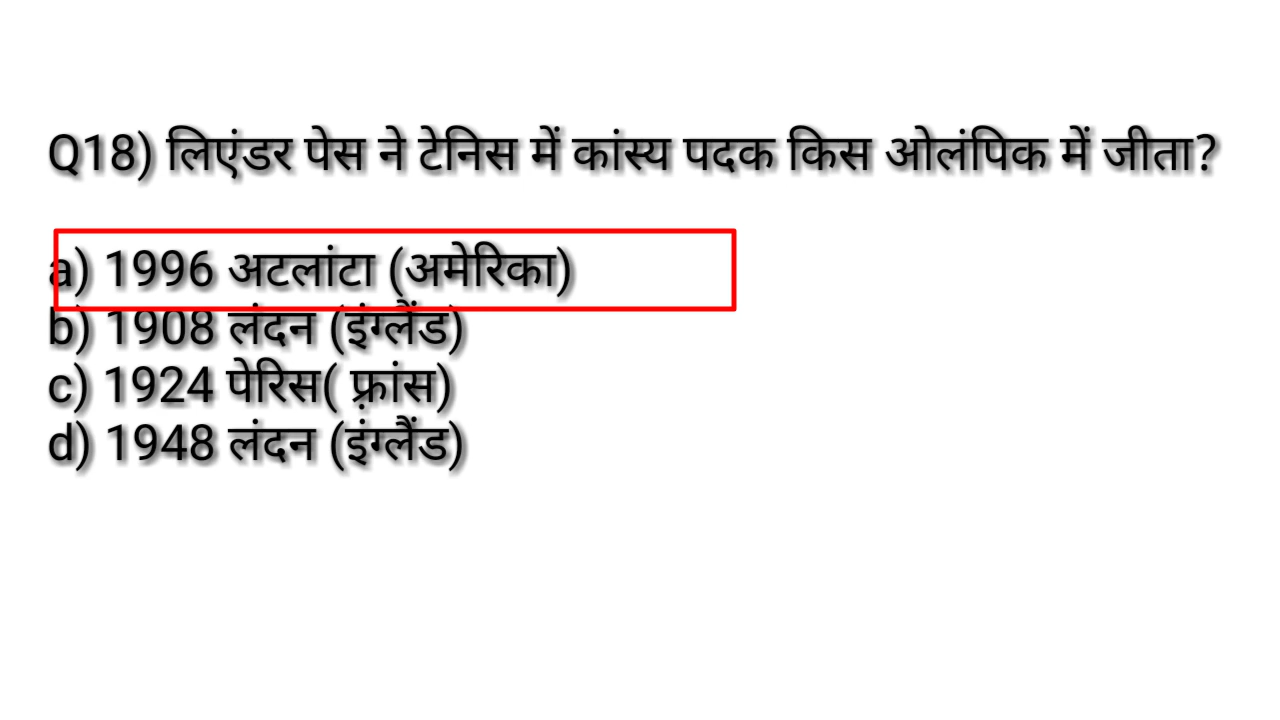 Q18) लिएंडर पेस ने टेनिस में कांस्य पदक किस ओलंपिक में जीता?
a) 1996 अटलांटा (अमेरिका)
b) 1908 लंदन (इंग्लैंड)
c) 1924 पेरिस( फ़्रांस)
d) 1948 लंदन (इंग्लैंड)